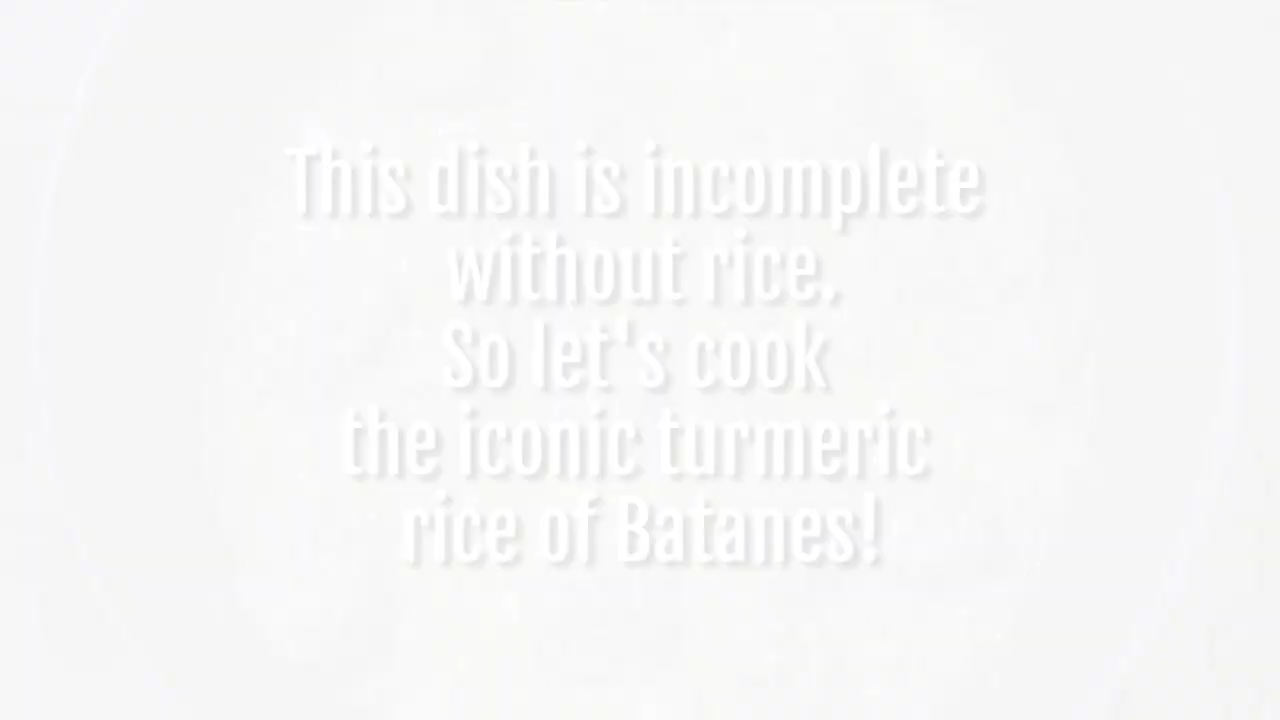 This dish is incomplete
without rice.
So let's cook
the iconic turmeric
rice of Batanes!